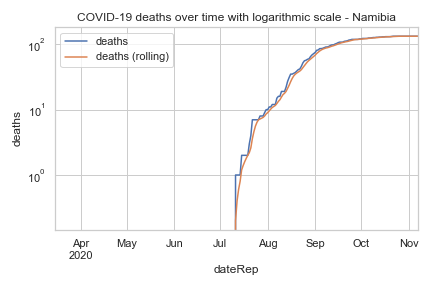 COVID-19 deaths over time with logarithmic scale - Namibia
deaths
deaths (rolling)
10²
10¹
10⁰
deaths
Apr May Jun Jul Aug Sep Oct Nov
2020
dateRep